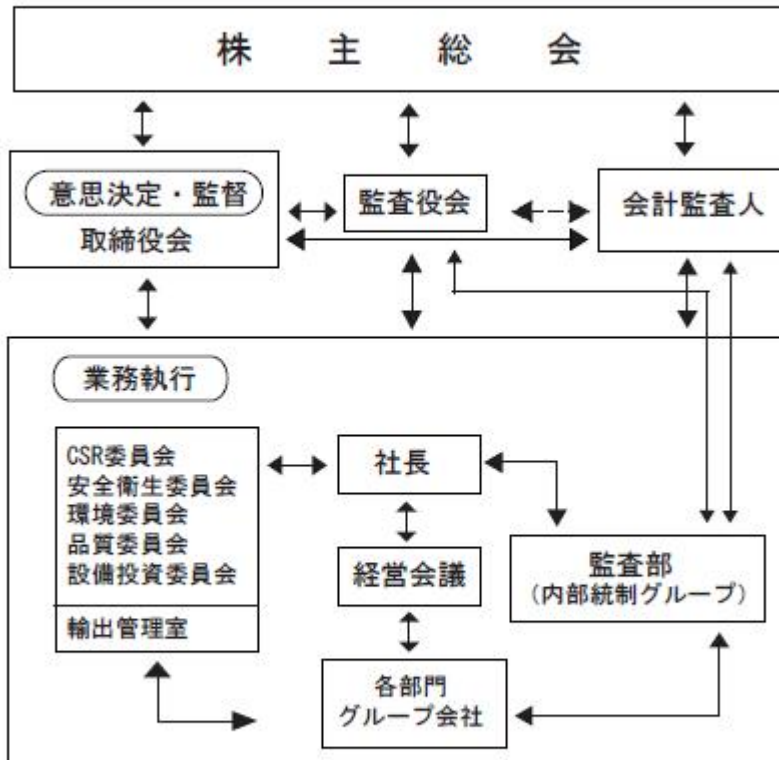 株主総会
意思決定・監督
取締役会
監査役会
会計監査人
業務執行
CSR委員会
安全衛生委員会
環境委員会
品質委員会
設備投資委員会
輸出管理室
社長
経営会議
各部門
グループ会社
監査部
(内部統制グループ)